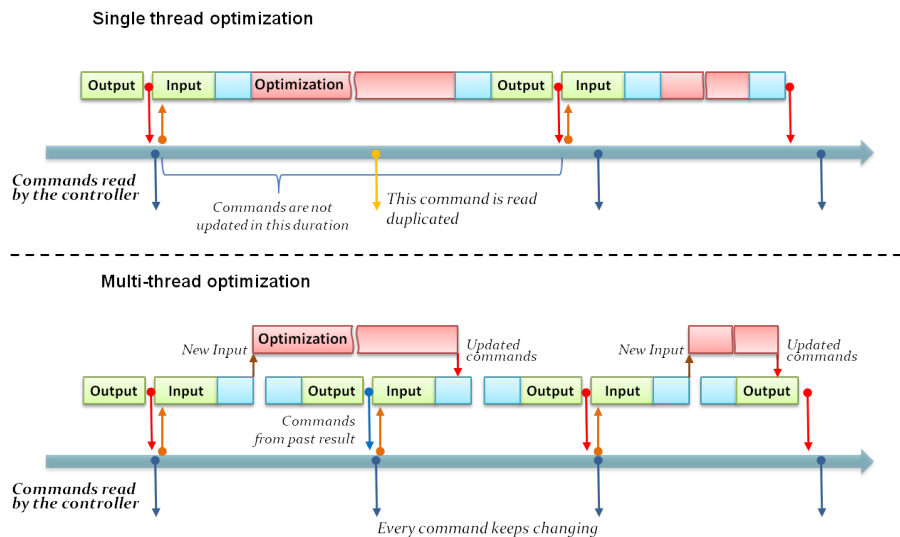 Single thread optimization
Output
Input
Optimization
Output
Input
Commands read
by the controller
Commands are not
updated in this duration
This command is read
duplicated
Multi-thread optimization
New Input
Optimization
Updated
commands
New Input
Updated
commands
Output
Input
Output
Input
Output
Input
Output
Commands
from past result
Commands read
by the controller
Every command keeps changing